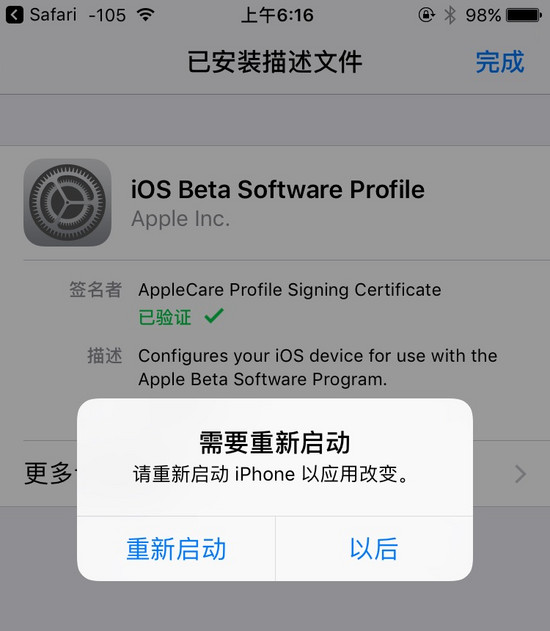 Safari -105 上午6:16 98%
已安装描述文件 完成
iOS Beta Software Profile
Apple Inc.
签名者 AppleCare Profile Signing Certificate
已验证
描述 Configures your iOS device for use with the
Apple Beta Software Program.
更多
需要重新启动
请重新启动 iPhone 以应用改变。
重新启动 以后